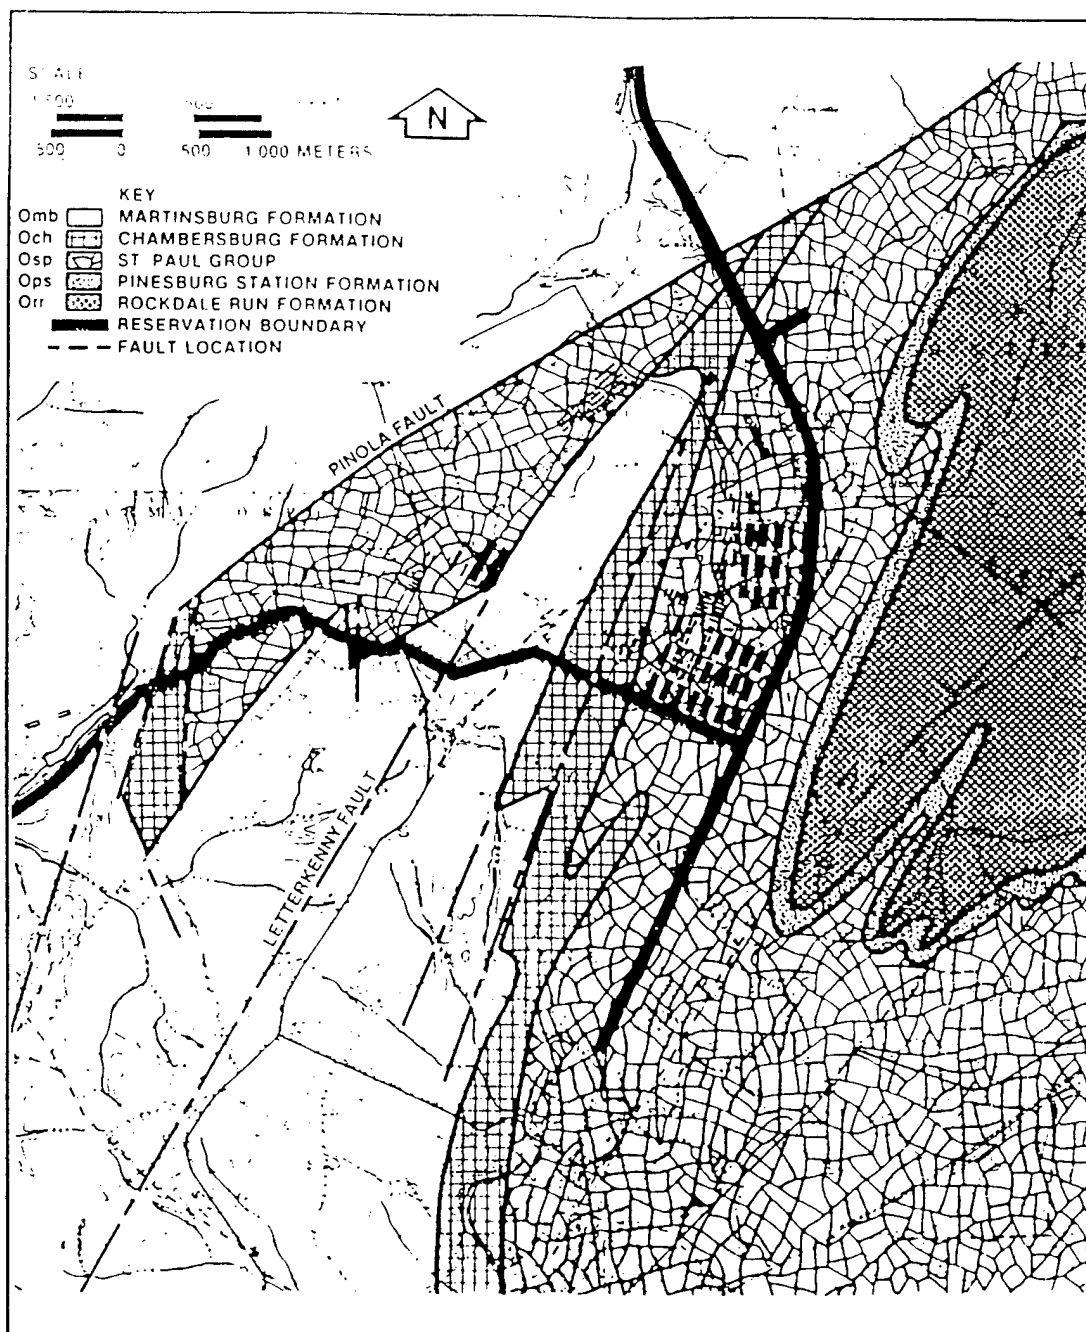 SCALE
N
500 0 500 1 000 METERS
KEY
Omb MARTINSBURG FORMATION
Och CHAMBERSBURG FORMATION
Osp ST PAUL GROUP
Ops PINESBURG STATION FORMATION
Orr ROCKDALE RUN FORMATION
RESERVATION BOUNDARY
FAULT LOCATION
PINOLA FAULT
LETTERKENNY FAULT